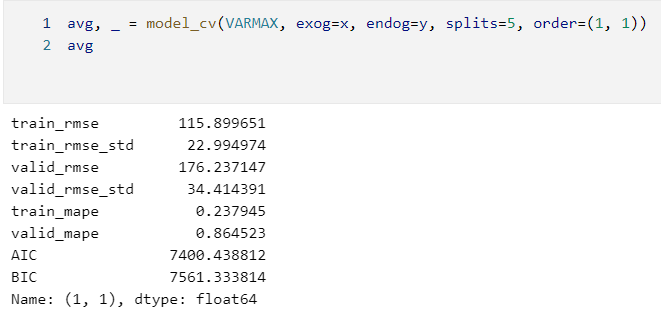 1 avg, _ = model_cv(VARMAX, exog=x, endog=y, splits=5, order=(1, 1))
2 avg
train_rmse 115.899651
train_rmse_std 22.994974
valid_rmse 176.237147
valid_rmse_std 34.414391
train_mape 0.237945
valid_mape 0.864523
AIC 7400.438812
BIC 7561.333814
Name: (1, 1), dtype: float64